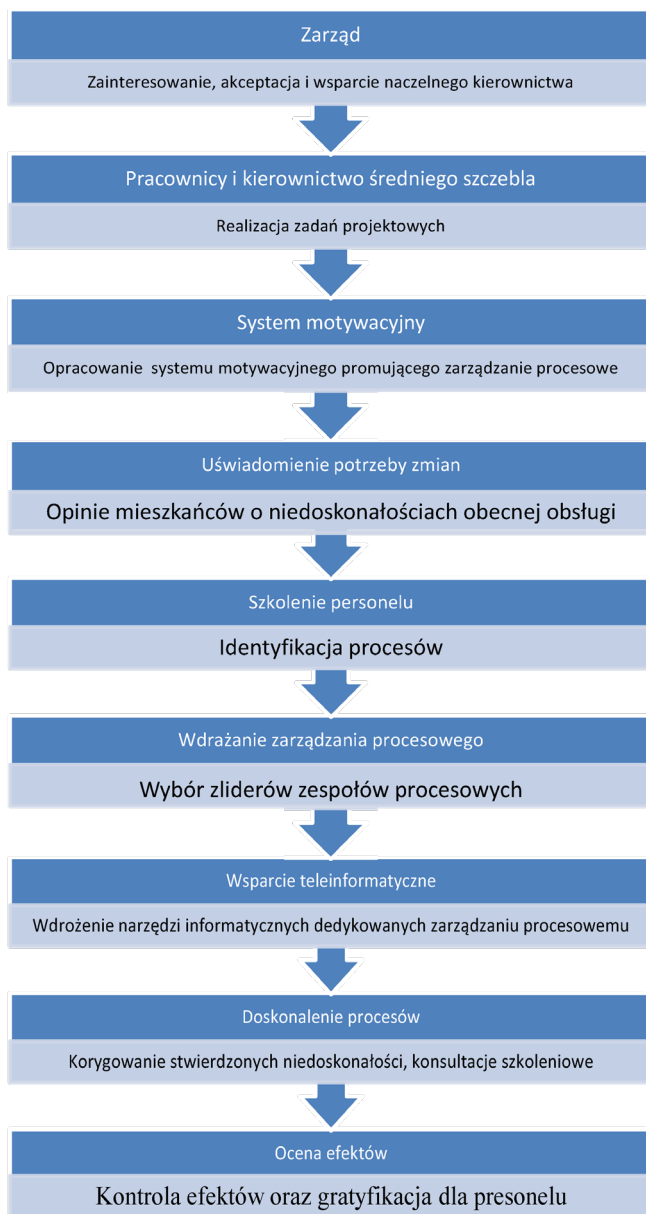 Zarząd
Zainteresowanie, akceptacja i wsparcie naczelnego kierownictwa
Pracownicy i kierownictwo średniego szczebla
Realizacja zadań projektowych
System motywacyjny
Opracowanie systemu motywacyjnego promującego zarządzanie procesowe
Uświadomienie potrzeby zmian
Opinie mieszkańców o niedoskonałościach obecnej obsługi
Szkolenie personelu
Identyfikacja procesów
Wdrażanie zarządzania procesowego
Wybór zliderów zespołów procesowych
Wsparcie teleinformatyczne
Wdrożenie narzędzi informatycznych dedykowanych zarządzaniu procesowemu
Doskonalenie procesów
Korygowanie stwierdzonych niedoskonałości, konsultacje szkoleniowe
Ocena efektów
Kontrola efektów oraz gratyfikacja dla presonelu